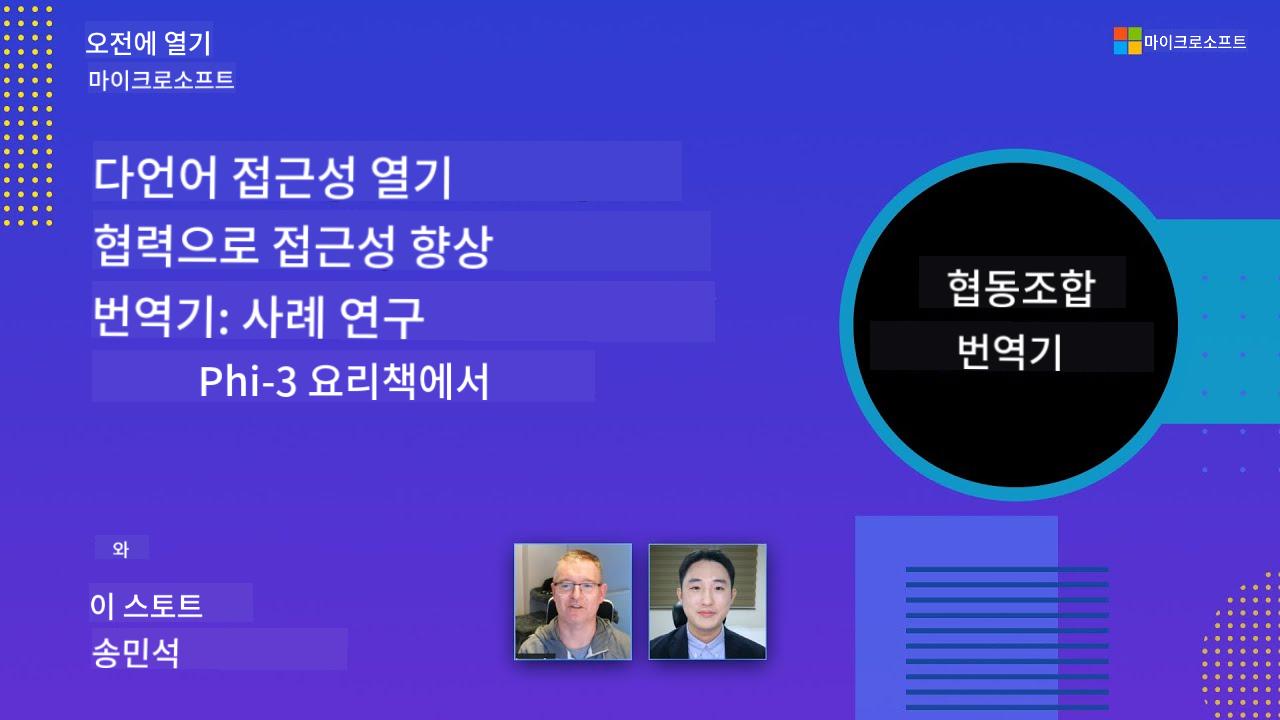 오전에 열기
마이크로소프트
마이크로소프트
다언어 접근성 열기
협력으로 접근성 향상
번역기: 사례 연구
Phi-3 요리책에서
협동조합
번역기
와
이 스토트
송민석